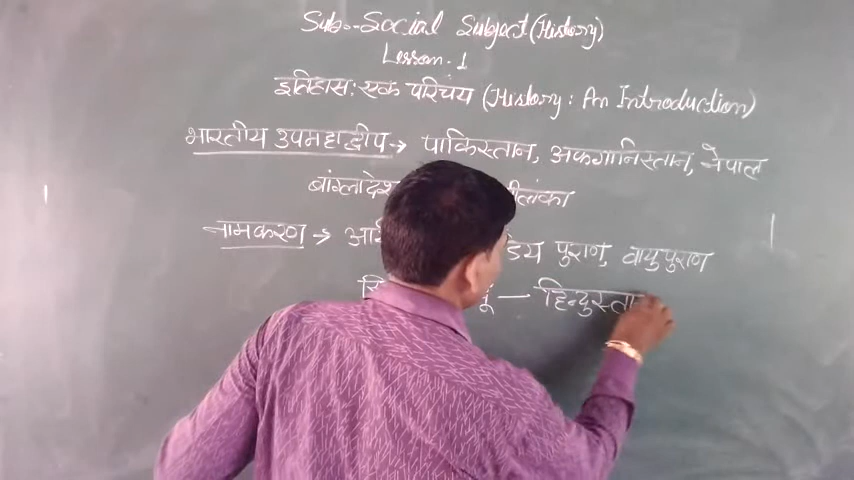 Sub.-Social Subject (History)
Lesson-1
इतिहास: एक परिचय (History: An Introduction)
भारतीय उपमहाद्वीप → पाकिस्तान, अफगानिस्तान, नेपाल
बांग्लादेश
नामकरण → पुराण, वायुपुराण
— हिन्दुस्ता